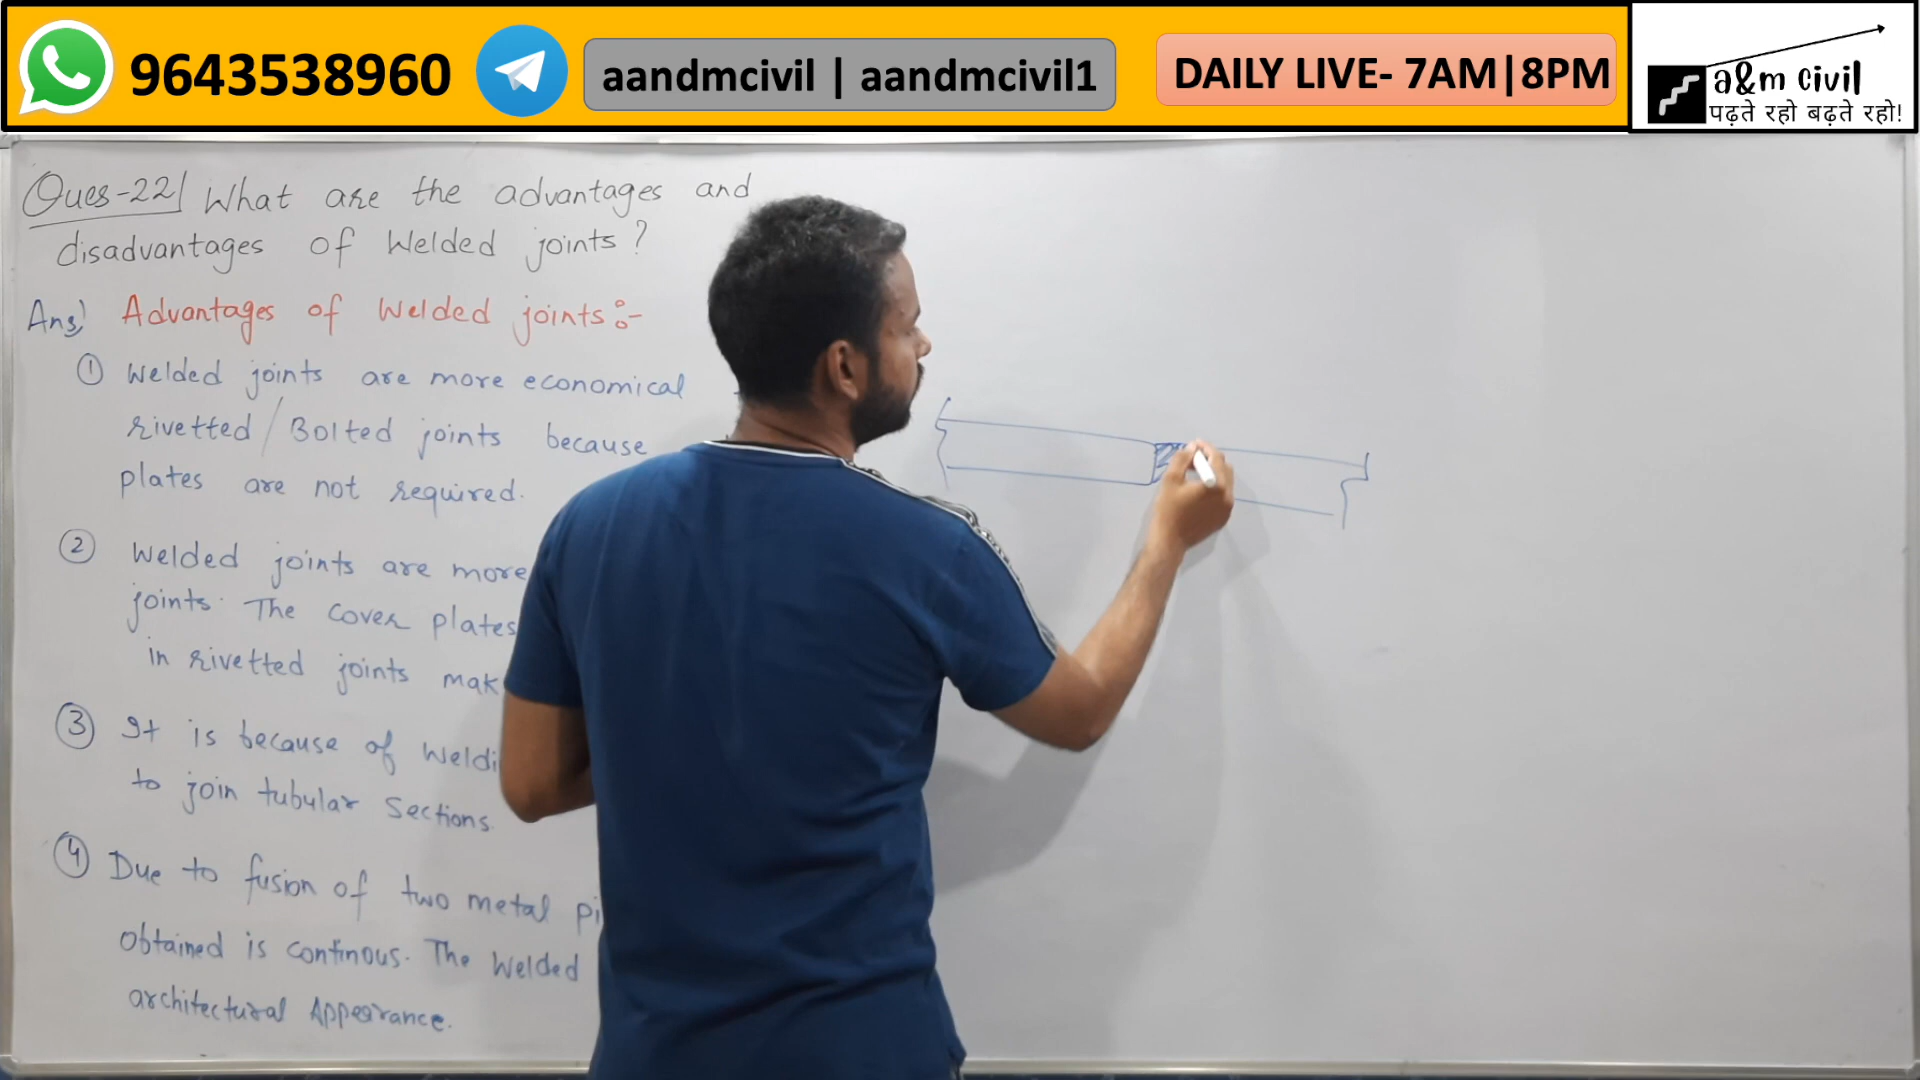 9643538960
aandmcivil | aandmcivil1
DAILY LIVE- 7AM|8PM
a&m civil
पढ़ते रहो बढ़ते रहो!
Ques-22/ What are the advantages and
disadvantages of Welded joints?
Ans) Advantages of Welded joints:-
① Welded joints are more economical
rivetted / Bolted joints because
plates are not required.
② Welded joints are more
joints. The cover plates
in rivetted joints mak
③ It is because of Weldi
to join tubular sections.
④ Due to fusion of two metal pi
obtained is continous. The Welded
architectural Appearance.